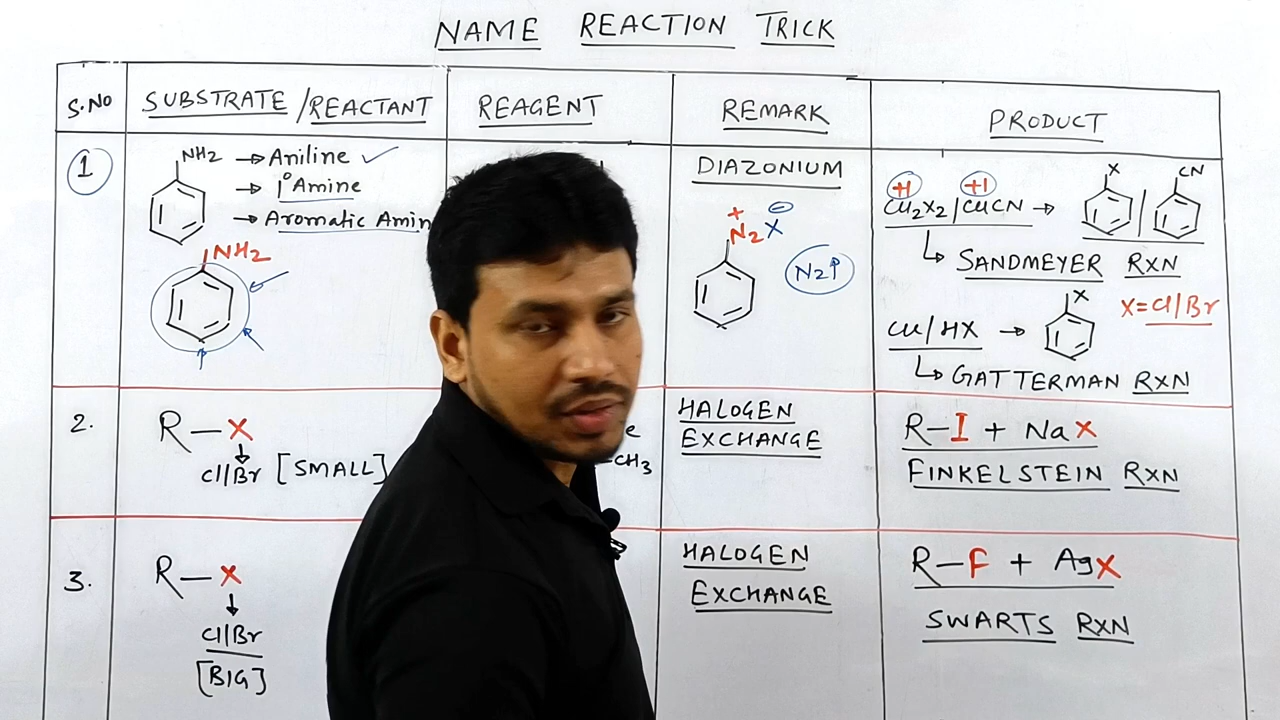 NAME REACTION TRICK
S.NO SUBSTRATE/REACTANT REAGENT REMARK PRODUCT
1
NH2 → Aniline ✓
→ 1° Amine
→ Aromatic Amin
NH2
DIAZONIUM
+ ⊖
N2 X
N2↑
+1 +1
Cu2X2/CuCN → X / CN
↳ SANDMEYER RXN
X=Cl/Br
Cu/HX → X
↳ GATTERMAN RXN
2.
R-X
↓
Cl/Br [SMALL]
CH3
HALOGEN
EXCHANGE
R-I + NaX
FINKELSTEIN RXN
3.
R-X
↓
Cl/Br
[BIG]
HALOGEN
EXCHANGE
R-F + AgX
SWARTS RXN